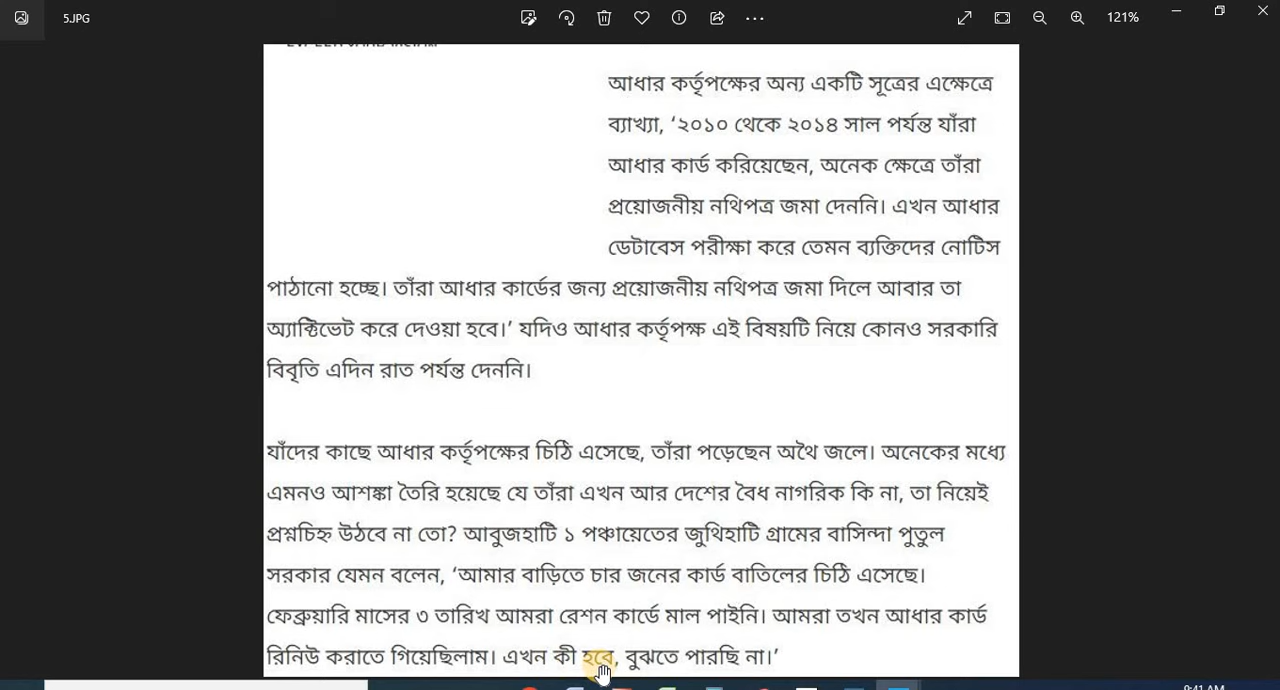 5.JPG
121%
আধার কর্তৃপক্ষের অন্য একটি সূত্রের এক্ষেত্রে
ব্যাখ্যা, ‘২০১০ থেকে ২০১৪ সাল পর্যন্ত যাঁরা
আধার কার্ড করিয়েছেন, অনেক ক্ষেত্রে তাঁরা
প্রয়োজনীয় নথিপত্র জমা দেননি। এখন আধার
ডেটাবেস পরীক্ষা করে তেমন ব্যক্তিদের নোটিস
পাঠানো হচ্ছে। তাঁরা আধার কার্ডের জন্য প্রয়োজনীয় নথিপত্র জমা দিলে আবার তা
অ্যাক্টিভেট করে দেওয়া হবে।’ যদিও আধার কর্তৃপক্ষ এই বিষয়টি নিয়ে কোনও সরকারি
বিবৃতি এদিন রাত পর্যন্ত দেননি।
যাঁদের কাছে আধার কর্তৃপক্ষের চিঠি এসেছে, তাঁরা পড়েছেন অথৈ জলে। অনেকের মধ্যে
এমনও আশঙ্কা তৈরি হয়েছে যে তাঁরা এখন আর দেশের বৈধ নাগরিক কি না, তা নিয়েই
প্রশ্নচিহ্ন উঠবে না তো? আবুজহাটি ১ পঞ্চায়েতের জুথিহাটি গ্রামের বাসিন্দা পুতুল
সরকার যেমন বলেন, ‘আমার বাড়িতে চার জনের কার্ড বাতিলের চিঠি এসেছে।
ফেব্রুয়ারি মাসের ৩ তারিখ আমরা রেশন কার্ডে মাল পাইনি। আমরা তখন আধার কার্ড
রিনিউ করাতে গিয়েছিলাম। এখন কী হবে, বুঝতে পারছি না।’
9:41 AM